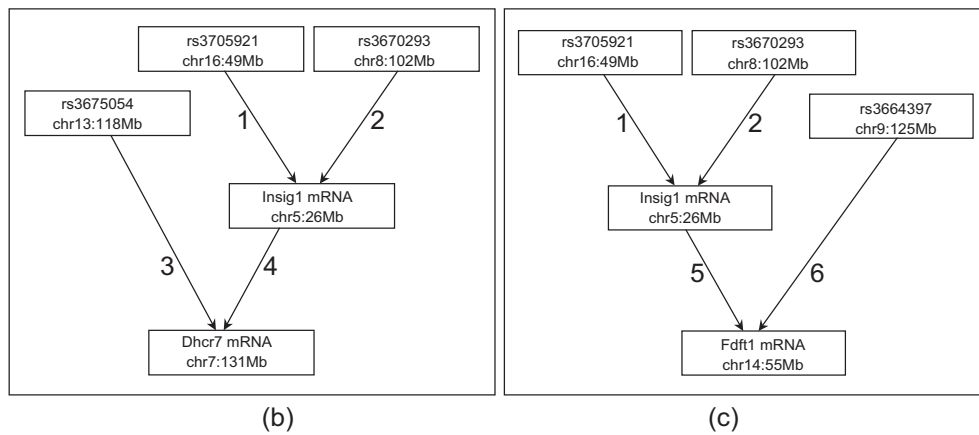 rs3705921
chr16:49Mb
rs3670293
chr8:102Mb
rs3675054
chr13:118Mb
1
2
Insig1 mRNA
chr5:26Mb
3
4
Dhcr7 mRNA
chr7:131Mb
(b)
rs3705921
chr16:49Mb
rs3670293
chr8:102Mb
rs3664397
chr9:125Mb
1
2
Insig1 mRNA
chr5:26Mb
5
6
Fdft1 mRNA
chr14:55Mb
(c)